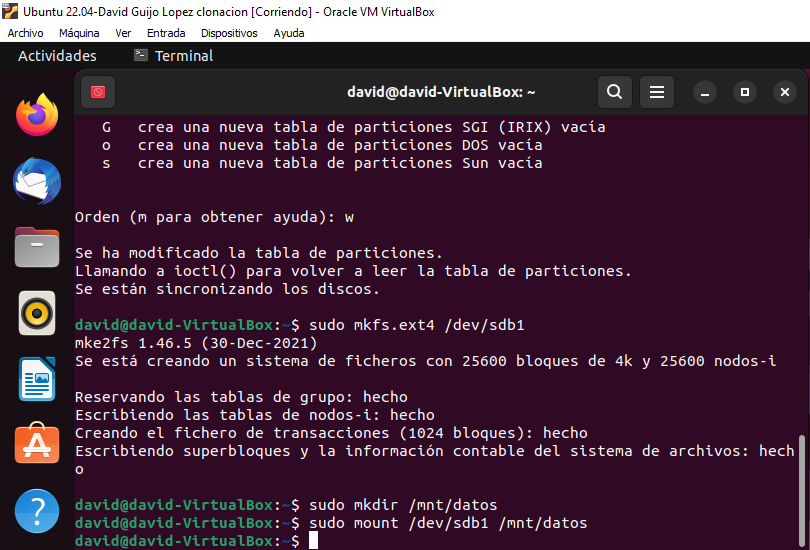 Ubuntu 22.04-David Guijo Lopez clonacion [Corriendo] - Oracle VM VirtualBox
Archivo Máquina Ver Entrada Dispositivos Ayuda
Actividades Terminal
david@david-VirtualBox: ~
G crea una nueva tabla de particiones SGI (IRIX) vacía
o crea una nueva tabla de particiones DOS vacía
s crea una nueva tabla de particiones Sun vacía
Orden (m para obtener ayuda): w
Se ha modificado la tabla de particiones.
Llamando a ioctl() para volver a leer la tabla de particiones.
Se están sincronizando los discos.
david@david-VirtualBox:~$ sudo mkfs.ext4 /dev/sdb1
mke2fs 1.46.5 (30-Dec-2021)
Se está creando un sistema de ficheros con 25600 bloques de 4k y 25600 nodos-i
Reservando las tablas de grupo: hecho
Escribiendo las tablas de nodos-i: hecho
Creando el fichero de transacciones (1024 bloques): hecho
Escribiendo superbloques y la información contable del sistema de archivos: hech
o
david@david-VirtualBox:~$ sudo mkdir /mnt/datos
david@david-VirtualBox:~$ sudo mount /dev/sdb1 /mnt/datos
david@david-VirtualBox:~$